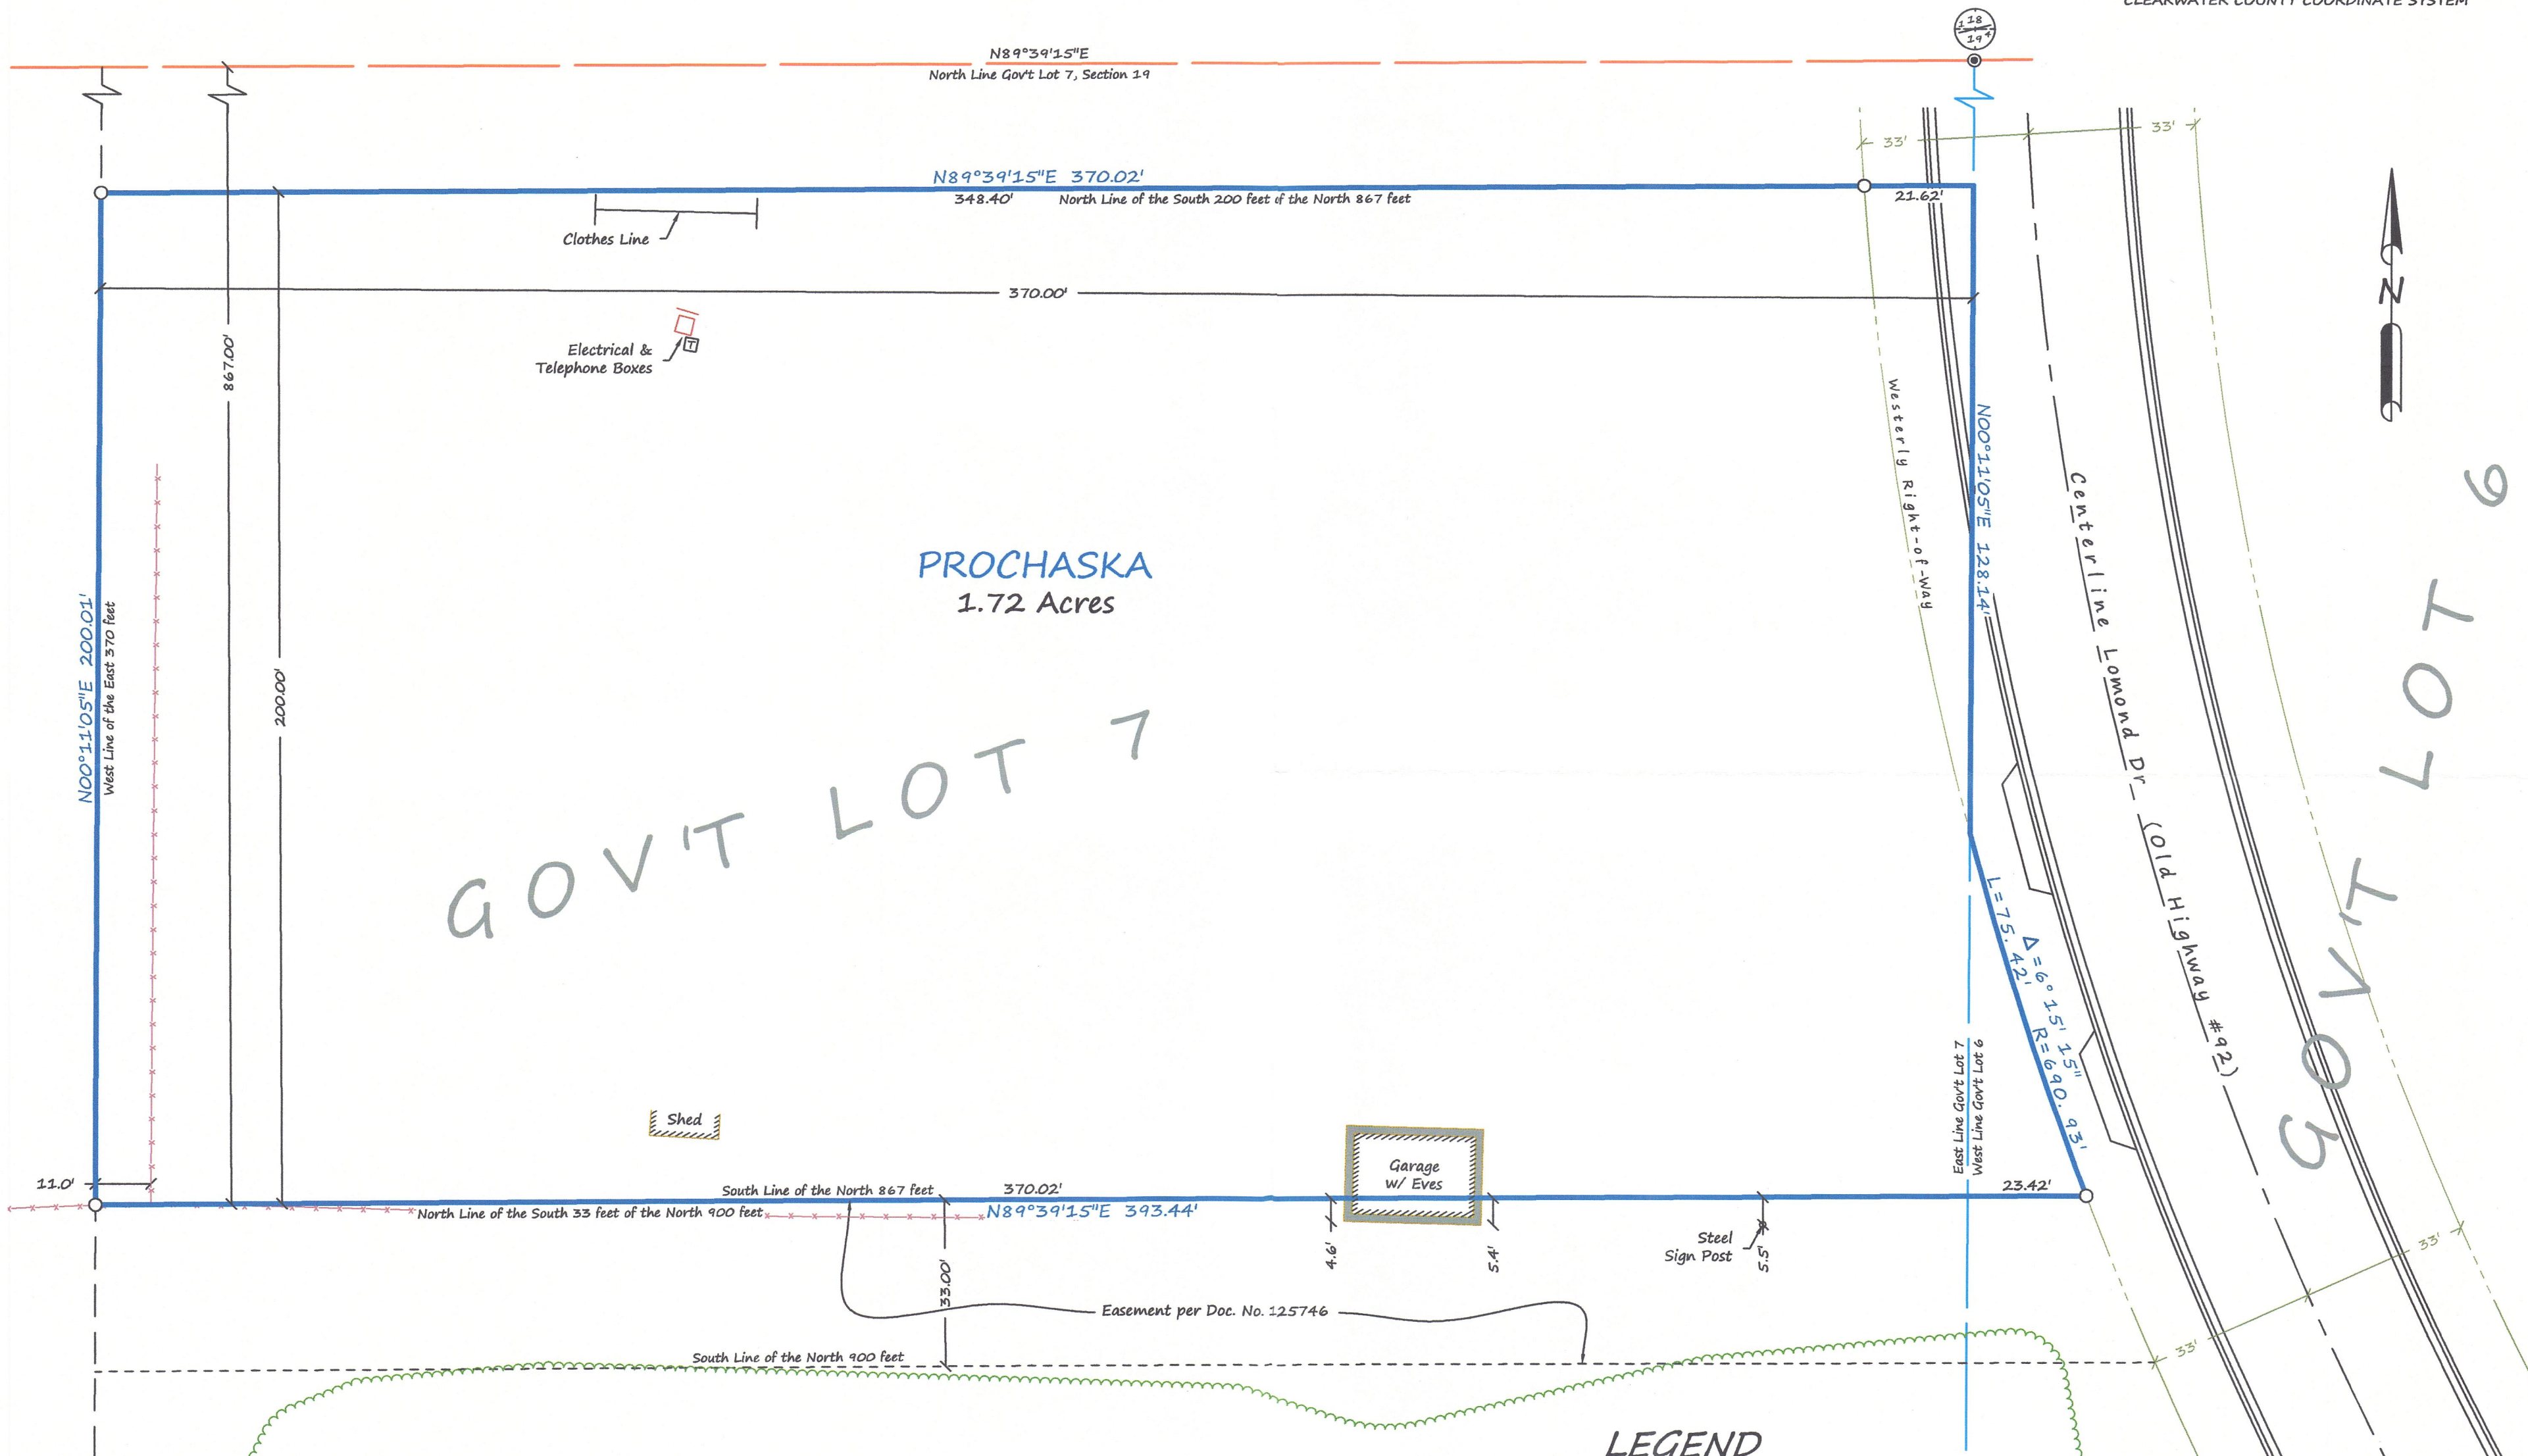 CLEARWATER COUNTY COORDINATE SYSTEM
18
19
N89°39'15"E
North Line Gov't Lot 7, Section 19
33'
33'
N89°39'15"E 370.02'
348.40'
North Line of the South 200 feet of the North 867 feet
21.62'
Clothes Line
370.00'
Electrical &
Telephone Boxes
867.00'
200.00'
N
Westerly Right-of-Way
N00°11'05"E 128.14'
Centerline Lomond Dr (Old Highway #92)
GOV'T LOT 6
PROCHASKA
1.72 Acres
N00°11'05"E 200.01'
West Line of the East 370 feet
GOV'T LOT 7
L=75.42'
Δ=6°15'15"
R=690.93'
East Line Gov't Lot 7
West Line Gov't Lot 6
Shed
Garage
w/ Eves
11.0'
South Line of the North 867 feet
370.02'
23.42'
North Line of the South 33 feet of the North 900 feet
N89°39'15"E 393.44'
4.6'
5.4'
Steel
Sign Post
5.5'
33.00'
33'
33'
Easement per Doc. No. 125746
South Line of the North 900 feet
LEGEND